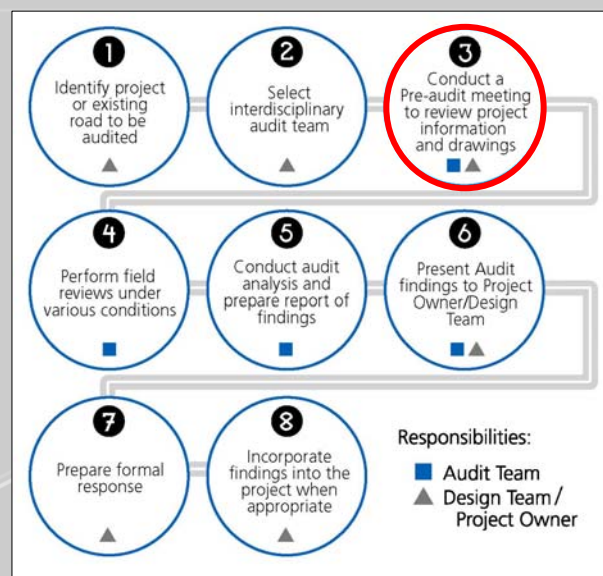 1
Identify project
or existing
road to be
audited
2
Select
interdisciplinary
audit team
3
Conduct a
Pre-audit meeting
to review project
information
and drawings
4
Perform field
reviews under
various conditions
5
Conduct audit
analysis and
prepare report of
findings
6
Present Audit
findings to Project
Owner/Design
Team
7
Prepare formal
response
8
Incorporate
findings into the
project when
appropriate
Responsibilities:
Audit Team
Design Team /
Project Owner